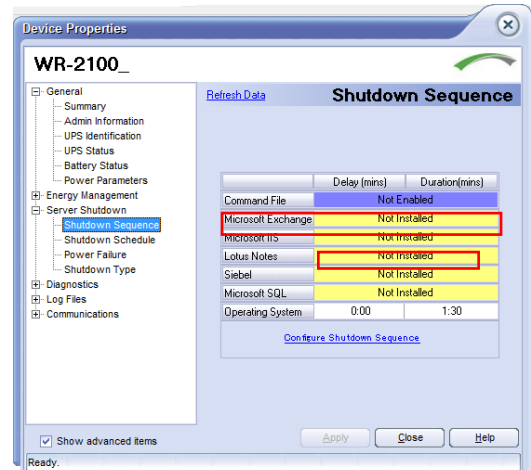 Device Properties
WR-2100_
General
Summary
Admin Information
UPS Identification
UPS Status
Battery Status
Power Parameters
Energy Management
Server Shutdown
Shutdown Sequence
Shutdown Schedule
Power Failure
Shutdown Type
Diagnostics
Log Files
Communications
Refresh Data Shutdown Sequence
Delay (mins) Duration(mins)
Command File Not Enabled
Microsoft Exchange Not Installed
Microsoft IIS Not Installed
Lotus Notes Not Installed
Siebel Not Installed
Microsoft SQL Not Installed
Operating System 0:00 1:30
Configure Shutdown Sequence
Show advanced items Apply Close Help
Ready.